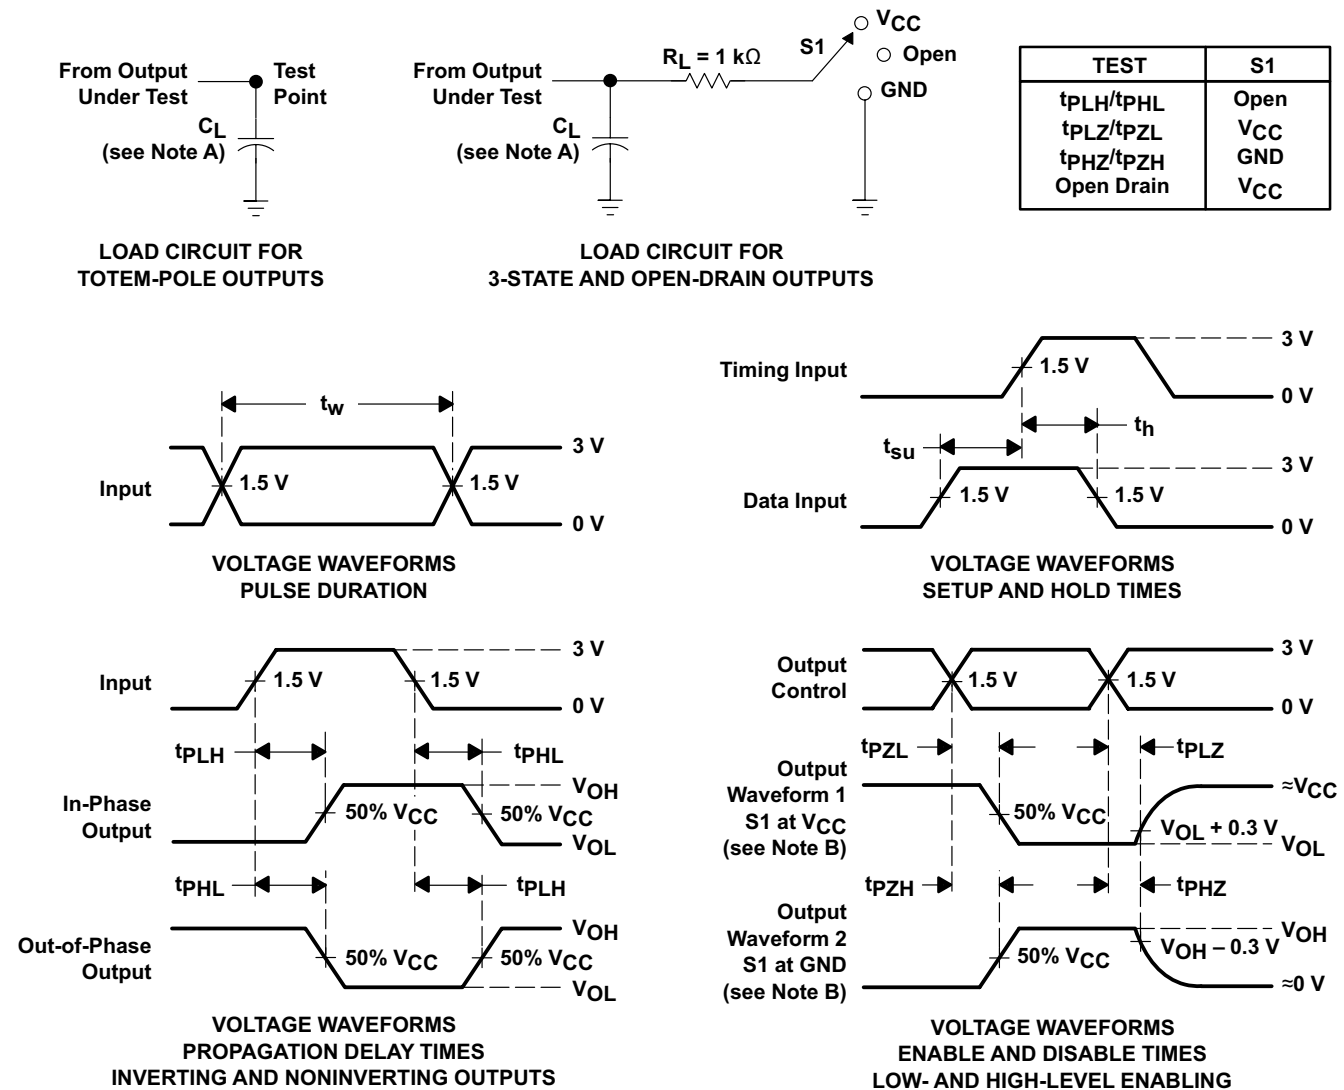 From Output
Under Test
Test
Point
CL
(see Note A)
LOAD CIRCUIT FOR
TOTEM-POLE OUTPUTS
From Output
Under Test
RL = 1 kΩ
S1
VCC
Open
GND
CL
(see Note A)
LOAD CIRCUIT FOR
3-STATE AND OPEN-DRAIN OUTPUTS
TEST S1
tPLH/tPHL Open
tPLZ/tPZL VCC
tPHZ/tPZH GND
Open Drain VCC
tw
Input
1.5 V
1.5 V
3 V
0 V
VOLTAGE WAVEFORMS
PULSE DURATION
Timing Input
1.5 V
3 V
0 V
tsu
th
Data Input
1.5 V
1.5 V
3 V
0 V
VOLTAGE WAVEFORMS
SETUP AND HOLD TIMES
Input
1.5 V
1.5 V
3 V
0 V
tPLH
tPHL
In-Phase
Output
50% VCC
50% VCC
VOH
VOL
tPHL
tPLH
Out-of-Phase
Output
50% VCC
50% VCC
VOH
VOL
VOLTAGE WAVEFORMS
PROPAGATION DELAY TIMES
INVERTING AND NONINVERTING OUTPUTS
Output
Control
1.5 V
1.5 V
3 V
0 V
tPZL
tPLZ
Output
Waveform 1
S1 at VCC
(see Note B)
50% VCC
VOL + 0.3 V
≈VCC
VOL
tPZH
tPHZ
Output
Waveform 2
S1 at GND
(see Note B)
50% VCC
VOH – 0.3 V
VOH
≈0 V
VOLTAGE WAVEFORMS
ENABLE AND DISABLE TIMES
LOW- AND HIGH-LEVEL ENABLING